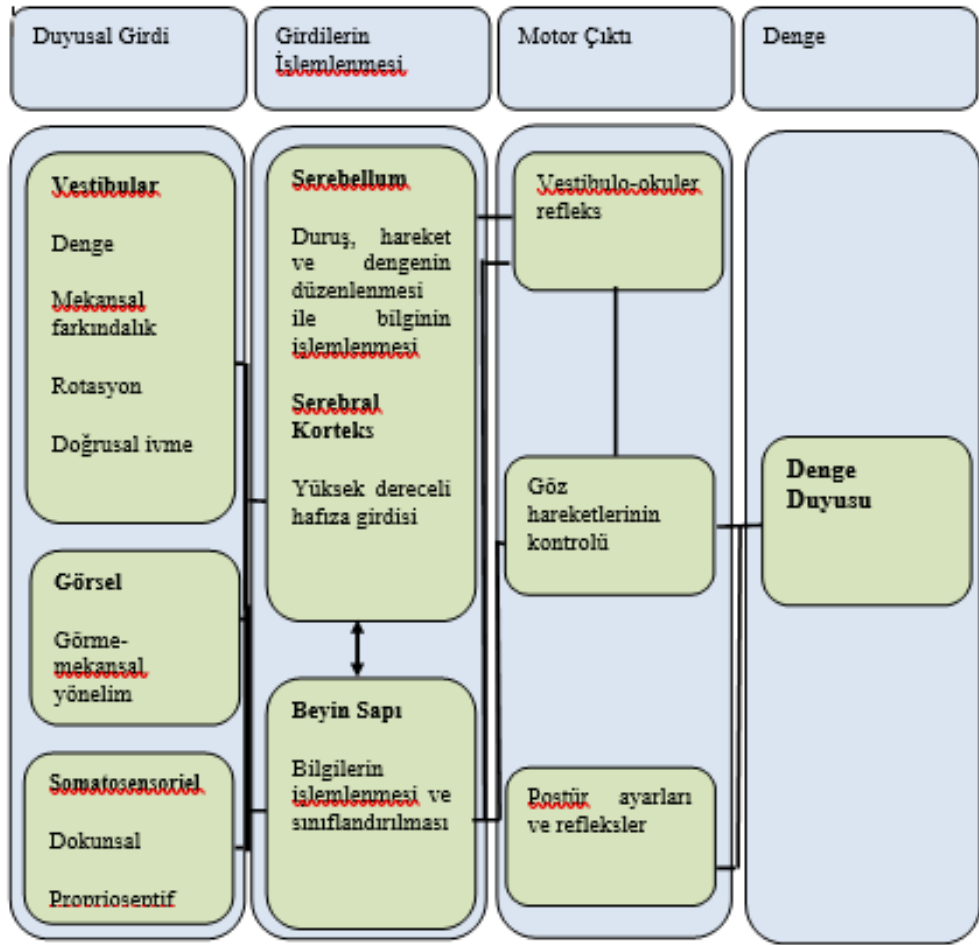 Duyusal Girdi
Girdilerin
İşlemlenmesi
Motor Çıktı
Denge
Vestibular
Denge
Mekansal
farkındalık
Rotasyon
Doğrusal ivme
Görsel
Görme-
mekansal
yönelim
Somatosensoriel
Dokunsal
Proprioseptif
Serebellum
Duruş, hareket
ve dengenin
düzenlenmesi
ile bilginin
işlemlenmesi
Serebral
Korteks
Yüksek dereceli
hafıza girdisi
Beyin Sapı
Bilgilerin
işlemlenmesi ve
sınıflandırılması
Vestibulo-okuler
refleks
Göz
hareketlerinin
kontrolü
Postür ayarları
ve refleksler
Denge
Duyusu